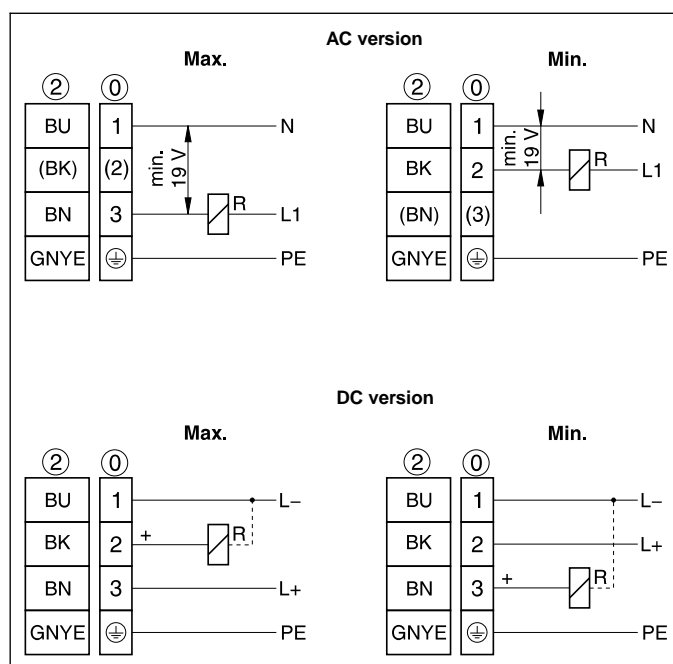 AC version
Max.
② ⓪
BU 1 N
(BK) (2)
min.
19 V
BN 3 R L1
GNYE PE
Min.
② ⓪
BU 1 N
min.
19 V
BK 2 R L1
(BN) (3)
GNYE PE
DC version
Max.
② ⓪
BU 1 L–
BK 2 + R
BN 3 L+
GNYE PE
Min.
② ⓪
BU 1 L–
BK 2 L+
BN 3 + R
GNYE PE